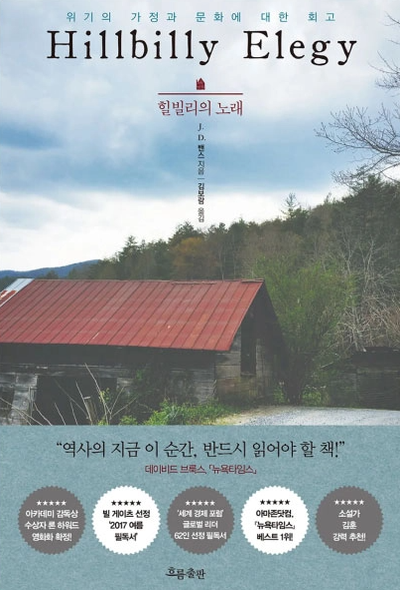 위기의 가정과 문화에 대한 회고
Hillbilly Elegy
힐빌리의 노래
J. D. 밴스 지음 — 김보람 옮김
“역사의 지금 이 순간, 반드시 읽어야 할 책!”
데이비드 브룩스, 「뉴욕타임스」
★★★★★
아카데미 감독상
수상자 론 하워드
영화화 확정!
★★★★★
빌 게이츠 선정
‘2017 여름
필독서’
★★★★★
‘세계 경제 포럼’
글로벌 리더
62인 선정 필독서
★★★★★
아마존닷컴,
「뉴욕타임스」
베스트 1위!
★★★★★
소설가
김훈
강력 추천!
흐름출판